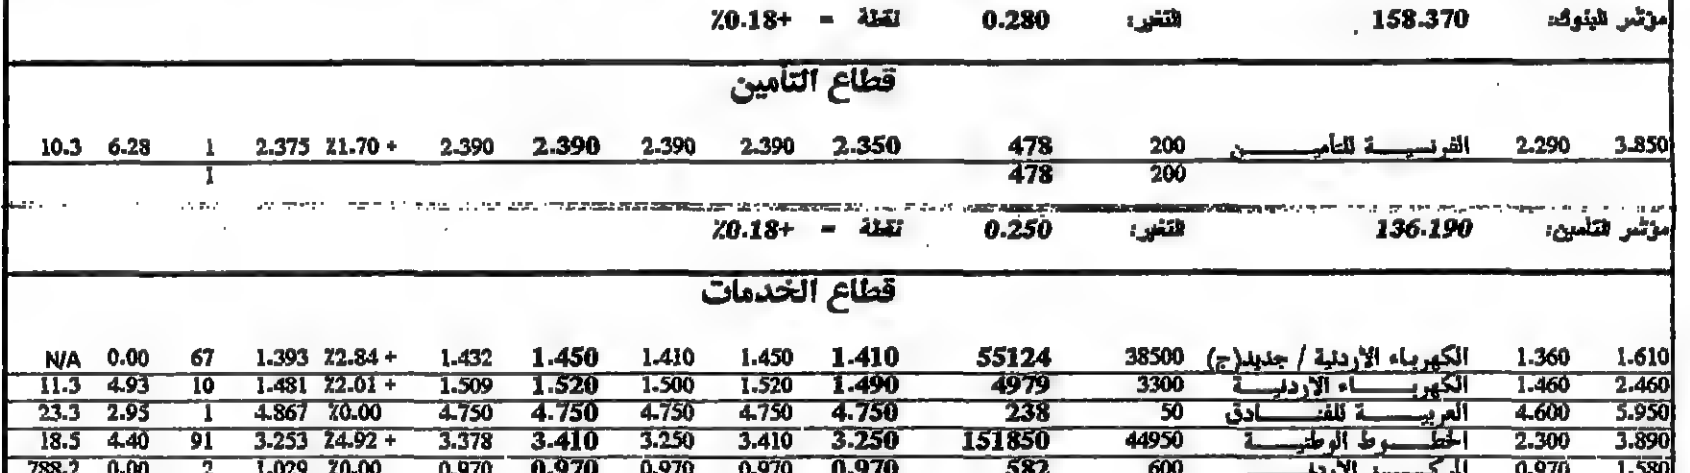 مؤشر البنوك: 158.370 التغير: 0.280 نقطة = +0.18٪
قطاع التأمين
3.850 2.290 الفرنسية للتأمين 200 478 2.350 2.390 2.390 2.390 2.390 + 1.70٪ 2.375 1 6.28 10.3
200 478 1
مؤشر التأمين: 136.190 التغير: 0.250 نقطة = +0.18٪
قطاع الخدمات
1.610 1.360 الكهرباء الأردنية / جديد(ج) 38500 55124 1.410 1.450 1.410 1.450 1.432 + 2.84٪ 1.393 67 0.00 N/A
2.460 1.460 الكهرباء الاردنية 3300 4979 1.490 1.520 1.500 1.520 1.509 + 2.01٪ 1.481 10 4.93 11.3
5.950 4.600 العربية للفنادق 50 238 4.750 4.750 4.750 4.750 4.750 0.00٪ 4.867 1 2.95 23.3
3.890 2.300 الخطوط الوطنية 44950 151850 3.250 3.410 3.250 3.410 3.378 + 4.92٪ 3.253 91 4.40 18.5
1.580 0.970 600 582 0.970 0.970 0.970 0.970 0.970 0.00٪ 1.029 2 0.00 788.2